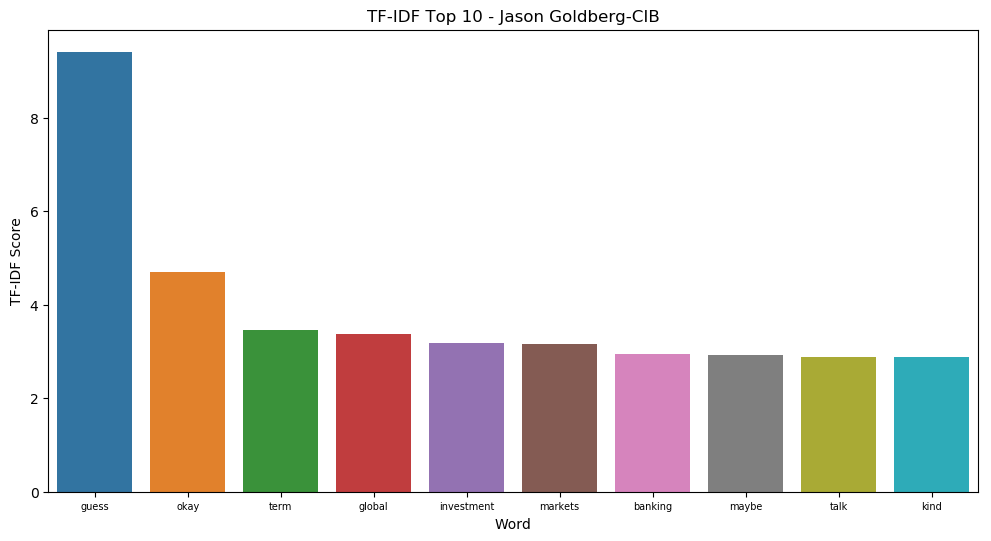 TF-IDF Top 10 - Jason Goldberg-CIB
TF-IDF Score
8
6
4
2
0
guess okay term global investment markets banking maybe talk kind
Word